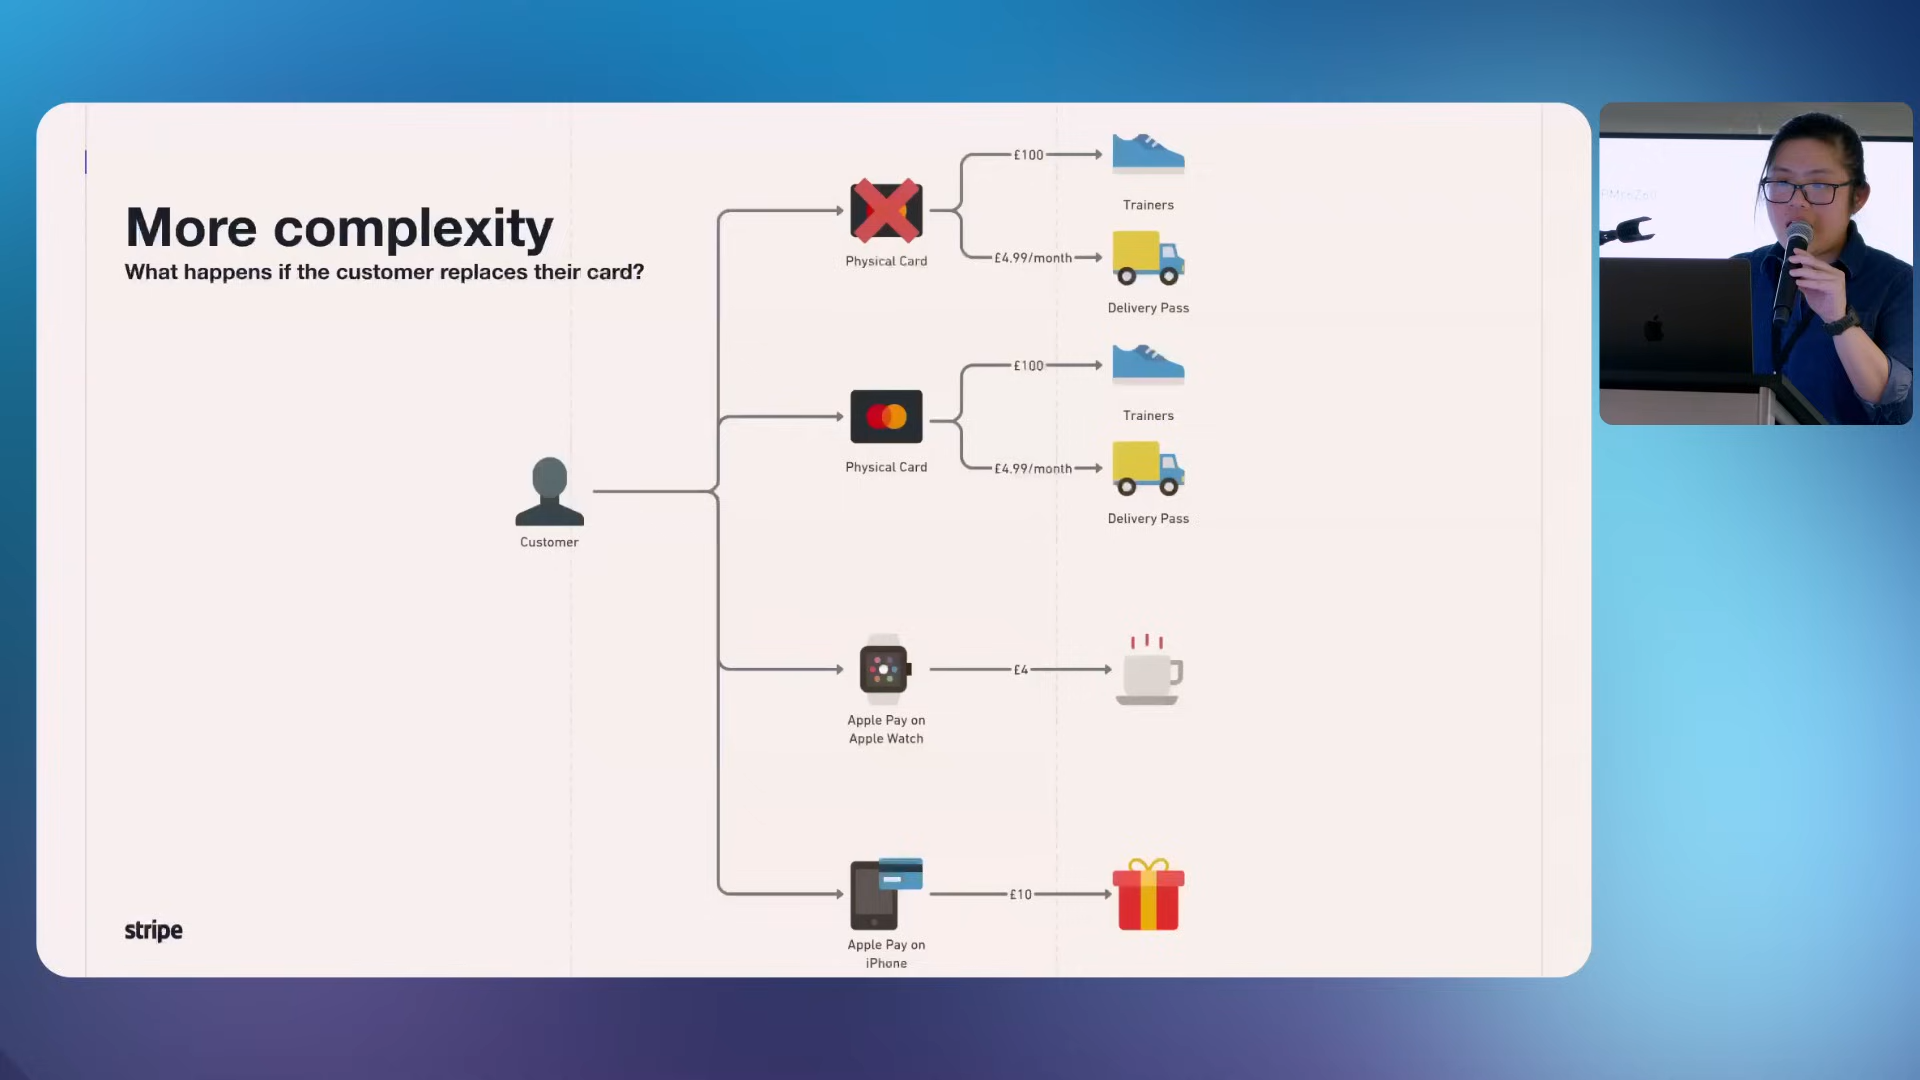 More complexity
What happens if the customer replaces their card?
Customer
Physical Card
£100
Trainers
£4.99/month
Delivery Pass
Physical Card
£100
Trainers
£4.99/month
Delivery Pass
Apple Pay on
Apple Watch
£4
Apple Pay on
iPhone
£10
stripe